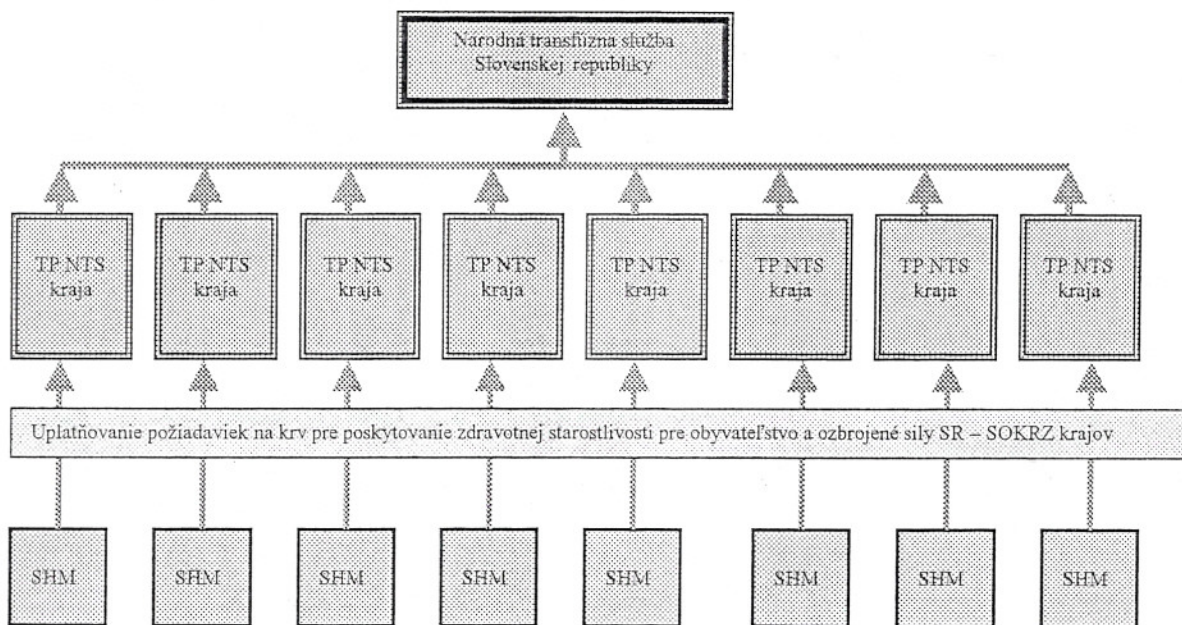 Národná transfúzna služba
Slovenskej republiky
TP NTS
kraja
TP NTS
kraja
TP NTS
kraja
TP NTS
kraja
TP NTS
kraja
TP NTS
kraja
TP NTS
kraja
TP NTS
kraja
Uplatňovanie požiadaviek na krv pre poskytovanie zdravotnej starostlivosti pre obyvateľstvo a ozbrojené sily SR – SOKRZ krajov
SHM
SHM
SHM
SHM
SHM
SHM
SHM
SHM